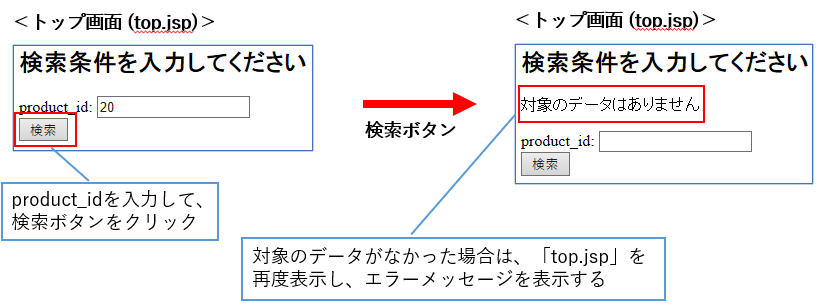 ＜トップ画面 (top.jsp)＞
検索条件を入力してください
product_id: 20
検索
product_idを入力して、
検索ボタンをクリック
検索ボタン
＜トップ画面 (top.jsp)＞
検索条件を入力してください
対象のデータはありません
product_id:
検索
対象のデータがなかった場合は、「top.jsp」を
再度表示し、エラーメッセージを表示する